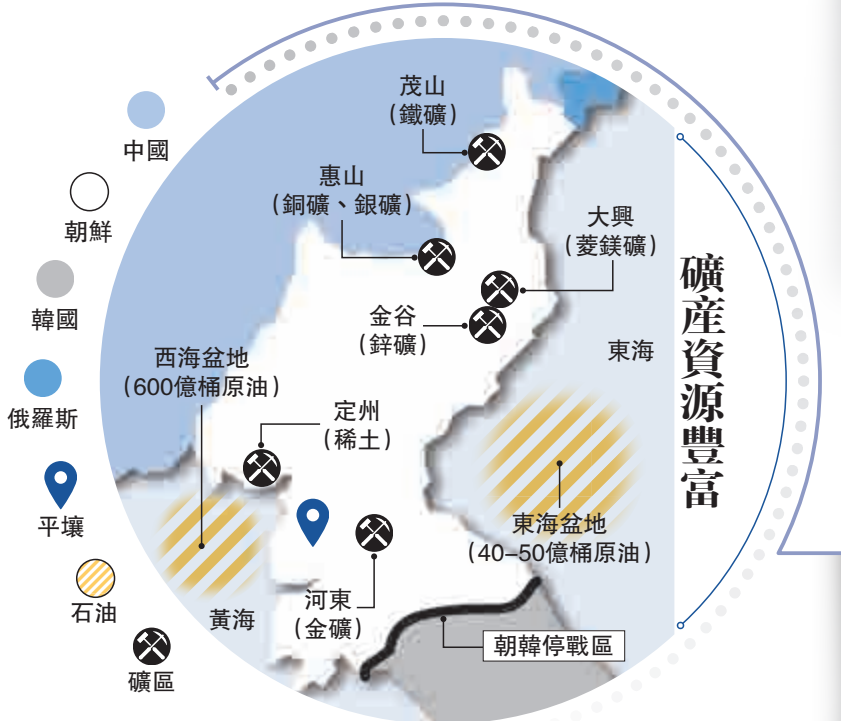 礦產資源豐富
中國
朝鮮
韓國
俄羅斯
平壤
石油
礦區
茂山
(鐵礦)
惠山
(銅礦、銀礦)
大興
(菱鎂礦)
金谷
(鋅礦)
東海
西海盆地
(600億桶原油)
定州
(稀土)
東海盆地
(40–50億桶原油)
河東
(金礦)
黃海
朝韓停戰區